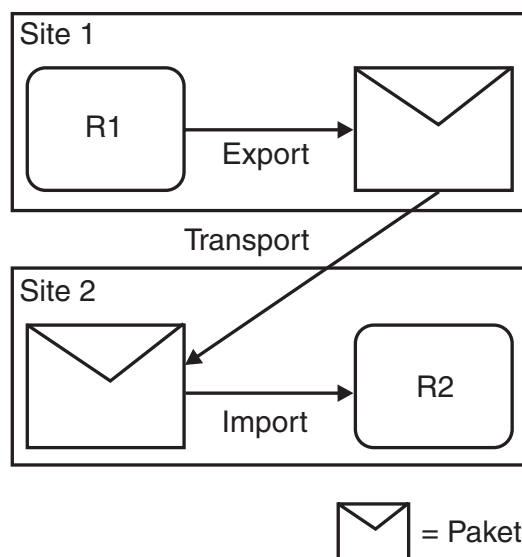 Site 1
R1
Export
Transport
Site 2
Import
R2
= Paket